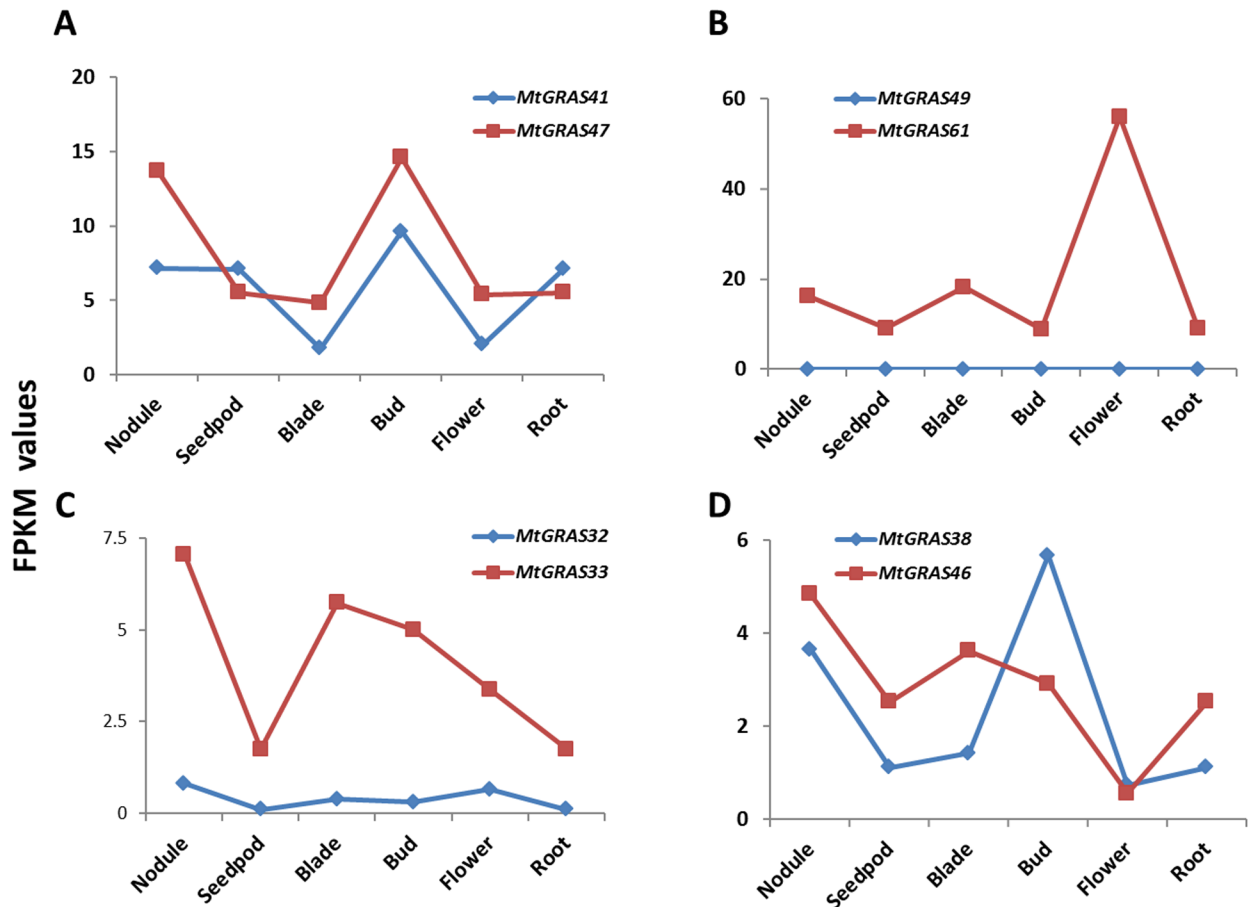 FPKM values
A
20
15
10
5
0
MtGRAS41
MtGRAS47
Nodule
Seedpod
Blade
Bud
Flower
Root
B
60
40
20
0
MtGRAS49
MtGRAS61
Nodule
Seedpod
Blade
Bud
Flower
Root
C
7.5
5
2.5
0
MtGRAS32
MtGRAS33
Nodule
Seedpod
Blade
Bud
Flower
Root
D
6
4
2
0
MtGRAS38
MtGRAS46
Nodule
Seedpod
Blade
Bud
Flower
Root